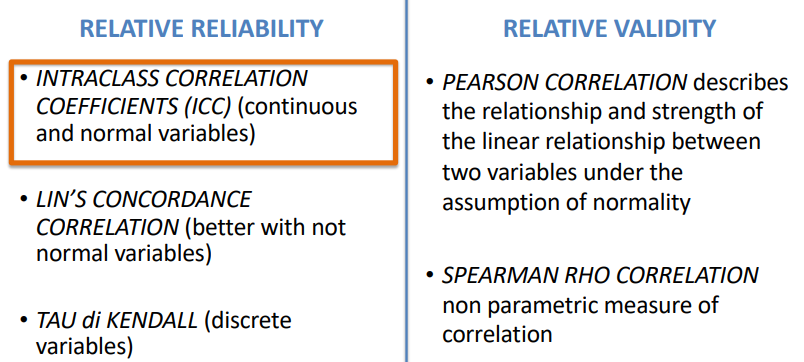 RELATIVE RELIABILITY
• INTRACLASS CORRELATION
COEFFICIENTS (ICC) (continuous
and normal variables)
• LIN’S CONCORDANCE
CORRELATION (better with not
normal variables)
• TAU di KENDALL (discrete
variables)
RELATIVE VALIDITY
• PEARSON CORRELATION describes
the relationship and strength of
the linear relationship between
two variables under the
assumption of normality
• SPEARMAN RHO CORRELATION
non parametric measure of
correlation